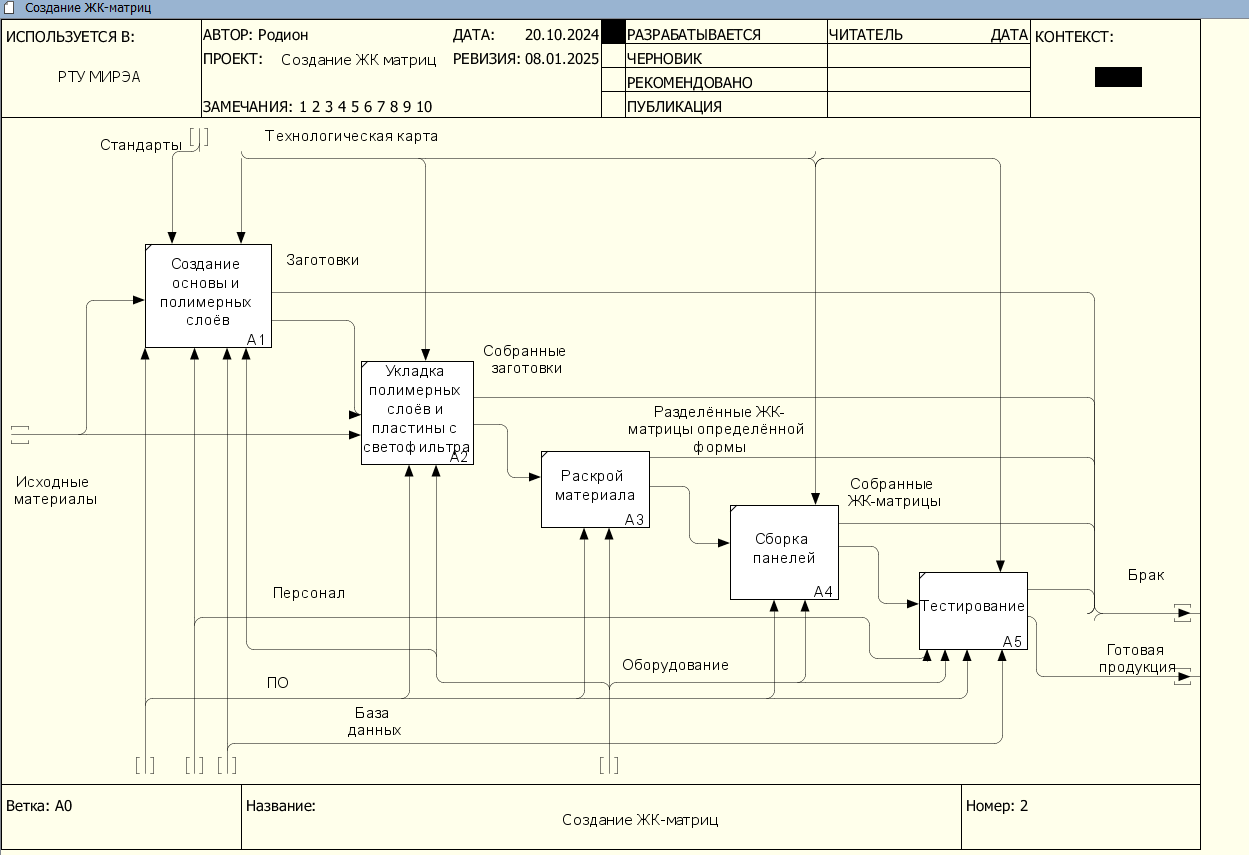 Создание ЖК-матриц
ИСПОЛЬЗУЕТСЯ В:
РТУ МИРЭА
АВТОР: Родион
ДАТА: 20.10.2024
ПРОЕКТ: Создание ЖК матриц
РЕВИЗИЯ: 08.01.2025
ЗАМЕЧАНИЯ: 1 2 3 4 5 6 7 8 9 10
РАЗРАБАТЫВАЕТСЯ
ЧЕРНОВИК
РЕКОМЕНДОВАНО
ПУБЛИКАЦИЯ
ЧИТАТЕЛЬ
ДАТА
КОНТЕКСТ:
Стандарты
Технологическая карта
Создание
основы и
полимерных
слоёв
A1
Заготовки
Укладка
полимерных
слоёв и
пластины с
светофильтра
A2
Собранные
заготовки
Разделённые ЖК-
матрицы определённой
формы
Раскрой
материала
A3
Исходные
материалы
Собранные
ЖК-матрицы
Сборка
панелей
A4
Тестирование
A5
Брак
Готовая
продукция
Персонал
Оборудование
ПО
База
данных
Ветка: A0
Название:
Создание ЖК-матриц
Номер: 2